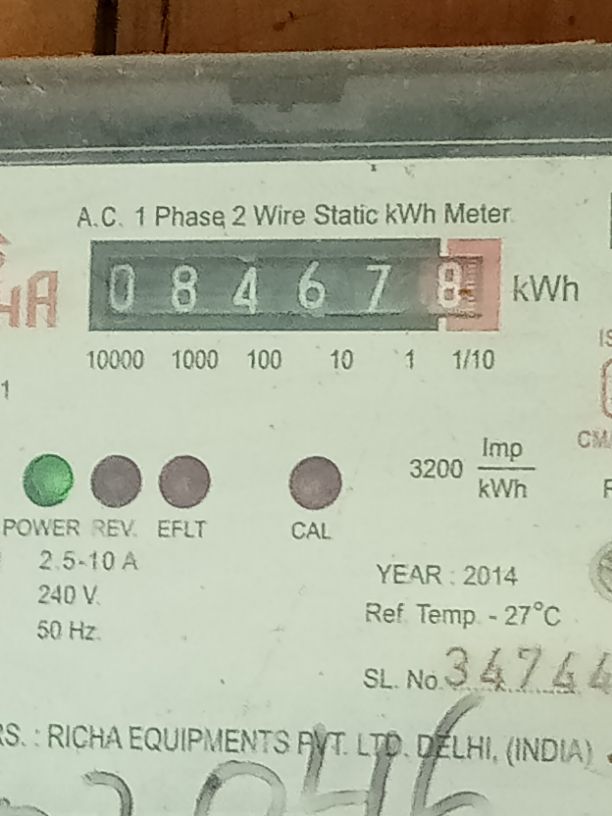 A.C. 1 Phase 2 Wire Static kWh Meter
0 8 4 6 7 8 kWh
10000 1000 100 10 1 1/10
3200 Imp
kWh
POWER REV. EFLT CAL
2.5-10 A
240 V.
50 Hz.
YEAR : 2014
Ref. Temp. - 27°C
SL. No. 34744
RS. : RICHA EQUIPMENTS PVT. LTD. DELHI, (INDIA)